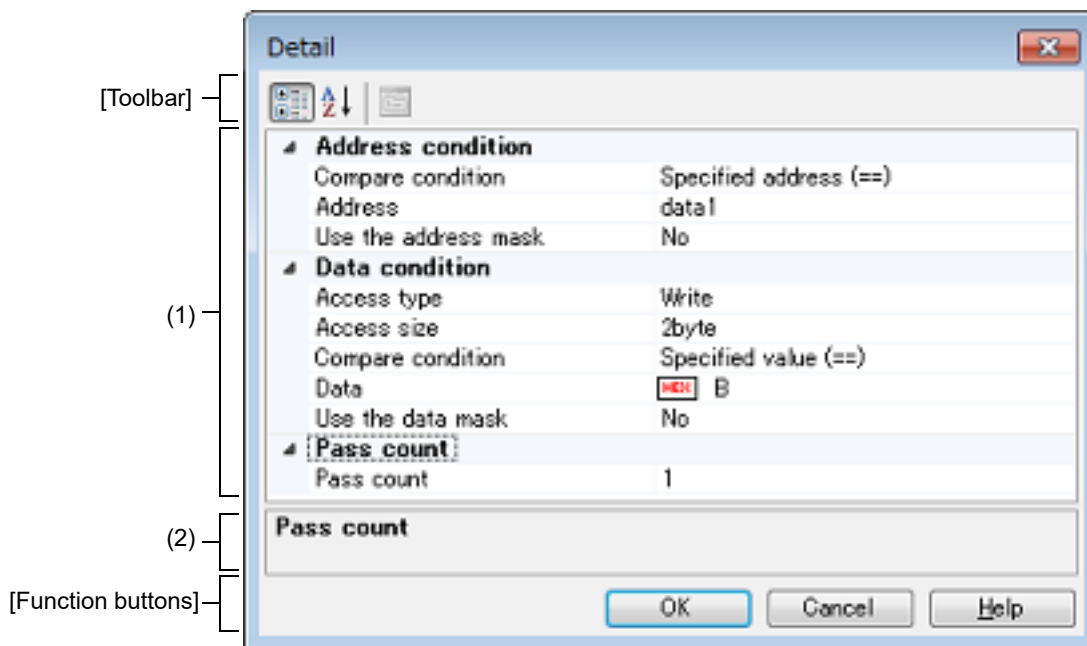 Detail
[Toolbar]
Address condition
Compare condition Specified address (==)
Address data1
Use the address mask No
Data condition
Access type Write
(1)
Access size 2byte
Compare condition Specified value (==)
Data HEX B
Use the data mask No
Pass count
Pass count 1
(2)
Pass count
[Function buttons]
OK Cancel Help